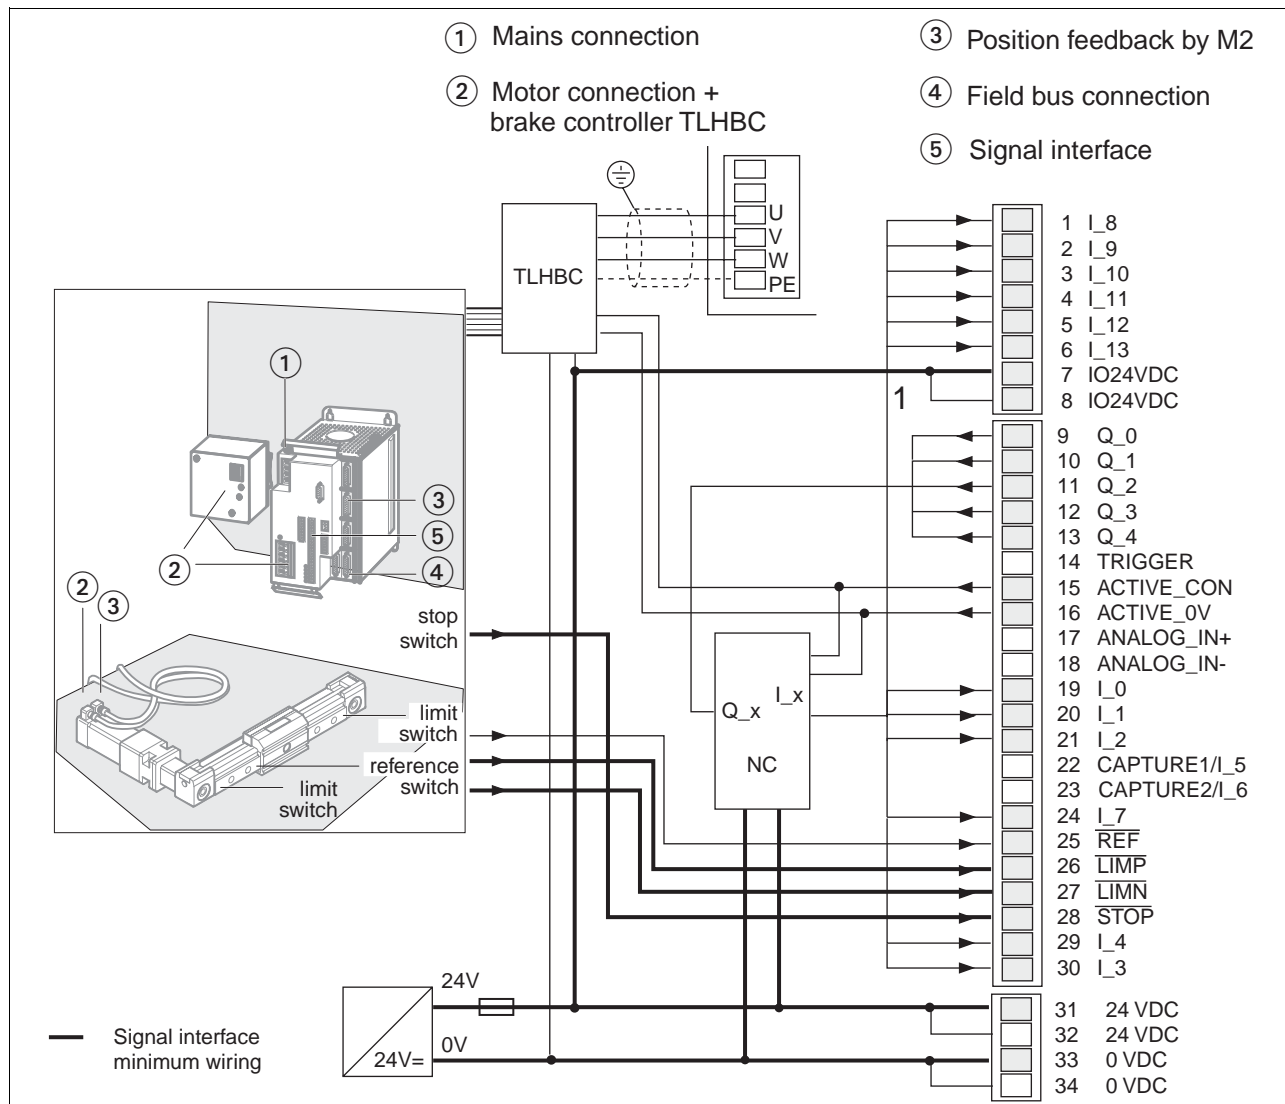 ① Mains connection
② Motor connection +
brake controller TLHBC
③ Position feedback by M2
④ Field bus connection
⑤ Signal interface
U
V
W
PE
TLHBC
①
③
⑤
④
②
②
③
stop
switch
limit
switch
reference
switch
limit
switch
1
Q_x
I_x
NC
1 I_8
2 I_9
3 I_10
4 I_11
5 I_12
6 I_13
7 IO24VDC
8 IO24VDC
9 Q_0
10 Q_1
11 Q_2
12 Q_3
13 Q_4
14 TRIGGER
15 ACTIVE_CON
16 ACTIVE_0V
17 ANALOG_IN+
18 ANALOG_IN-
19 I_0
20 I_1
21 I_2
22 CAPTURE1/I_5
23 CAPTURE2/I_6
24 I_7
25 REF
26 LIMP
27 LIMN
28 STOP
29 I_4
30 I_3
31 24 VDC
32 24 VDC
33 0 VDC
34 0 VDC
24V
0V
24V=
Signal interface
minimum wiring